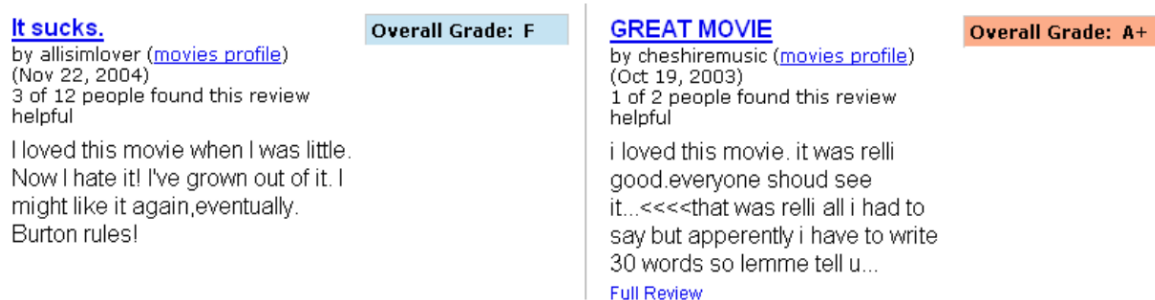 It sucks.
Overall Grade: F
by allisimlover (movies profile)
(Nov 22, 2004)
3 of 12 people found this review
helpful
I loved this movie when I was little.
Now I hate it! I've grown out of it. I
might like it again,eventually.
Burton rules!
GREAT MOVIE
Overall Grade: A+
by cheshiremusic (movies profile)
(Oct 19, 2003)
1 of 2 people found this review
helpful
i loved this movie. it was relli
good.everyone shoud see
it...<<<<that was relli all i had to
say but apperently i have to write
30 words so lemme tell u...
Full Review